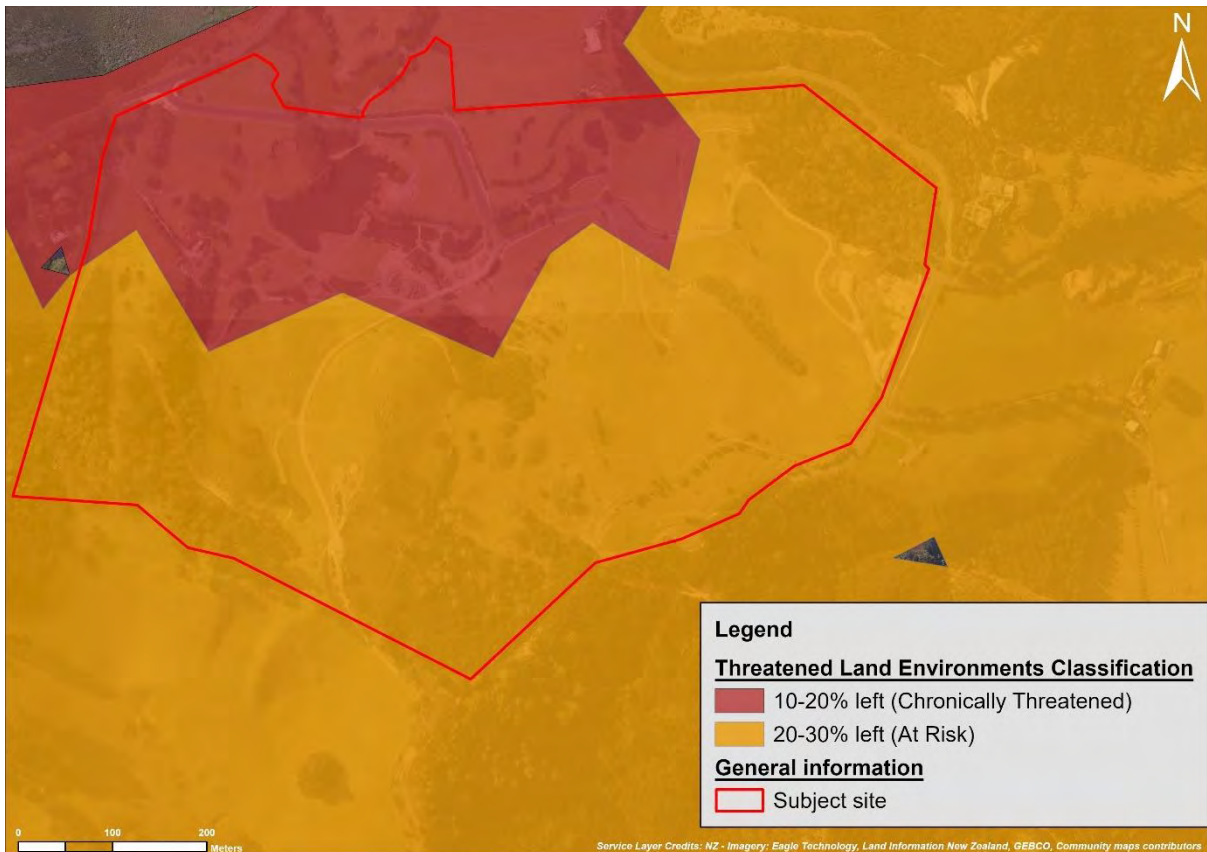 N
Legend
Threatened Land Environments Classification
10-20% left (Chronically Threatened)
20-30% left (At Risk)
General information
Subject site
0 100 200
Meters
Service Layer Credits: NZ - Imagery: Eagle Technology, Land Information New Zealand, GEBCO, Community maps contributors